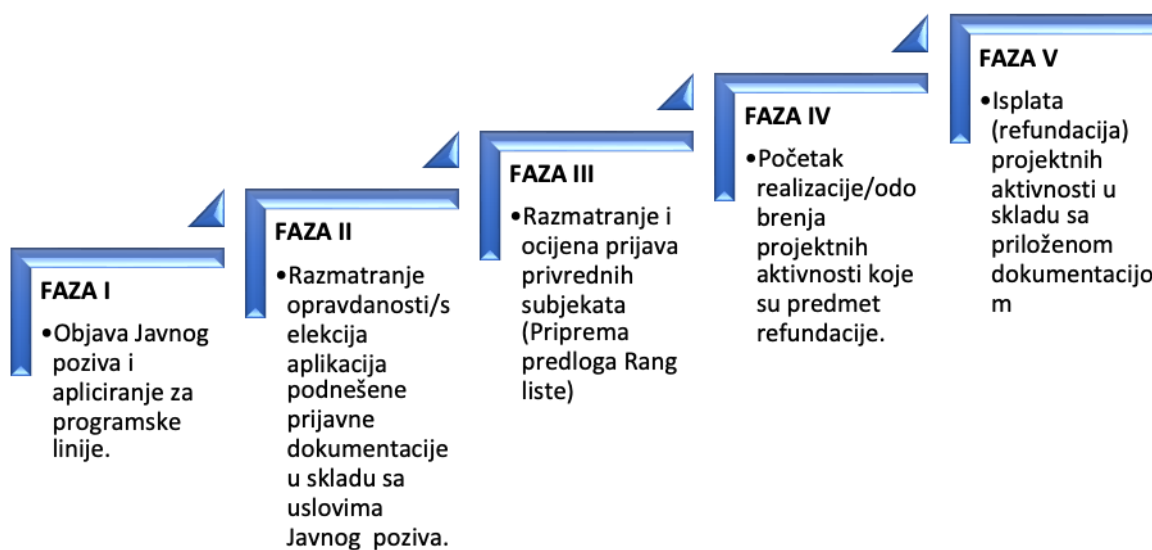 FAZA I
•Objava Javnog
poziva i
apliciranje za
programske
linije.
FAZA II
•Razmatranje
opravdanosti/s
elekcija
aplikacija
podnešene
prijavne
dokumentacije
u skladu sa
uslovima
Javnog poziva.
FAZA III
•Razmatranje i
ocijena prijava
privrednih
subjekata
(Priprema
predloga Rang
liste)
FAZA IV
•Početak
realizacije/odo
brenja
projektnih
aktivnosti koje
su predmet
refundacije.
FAZA V
•Isplata
(refundacija)
projektnih
aktivnosti u
skladu sa
priloženom
dokumentacijo
m